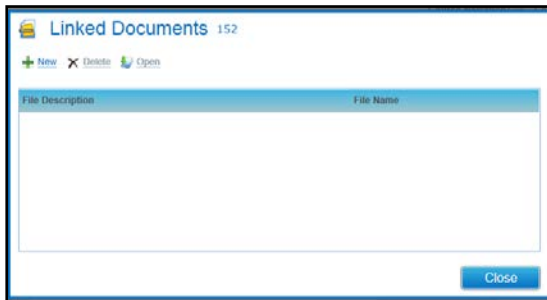 Linked Documents 152
New Delete Open
File Description File Name
Close